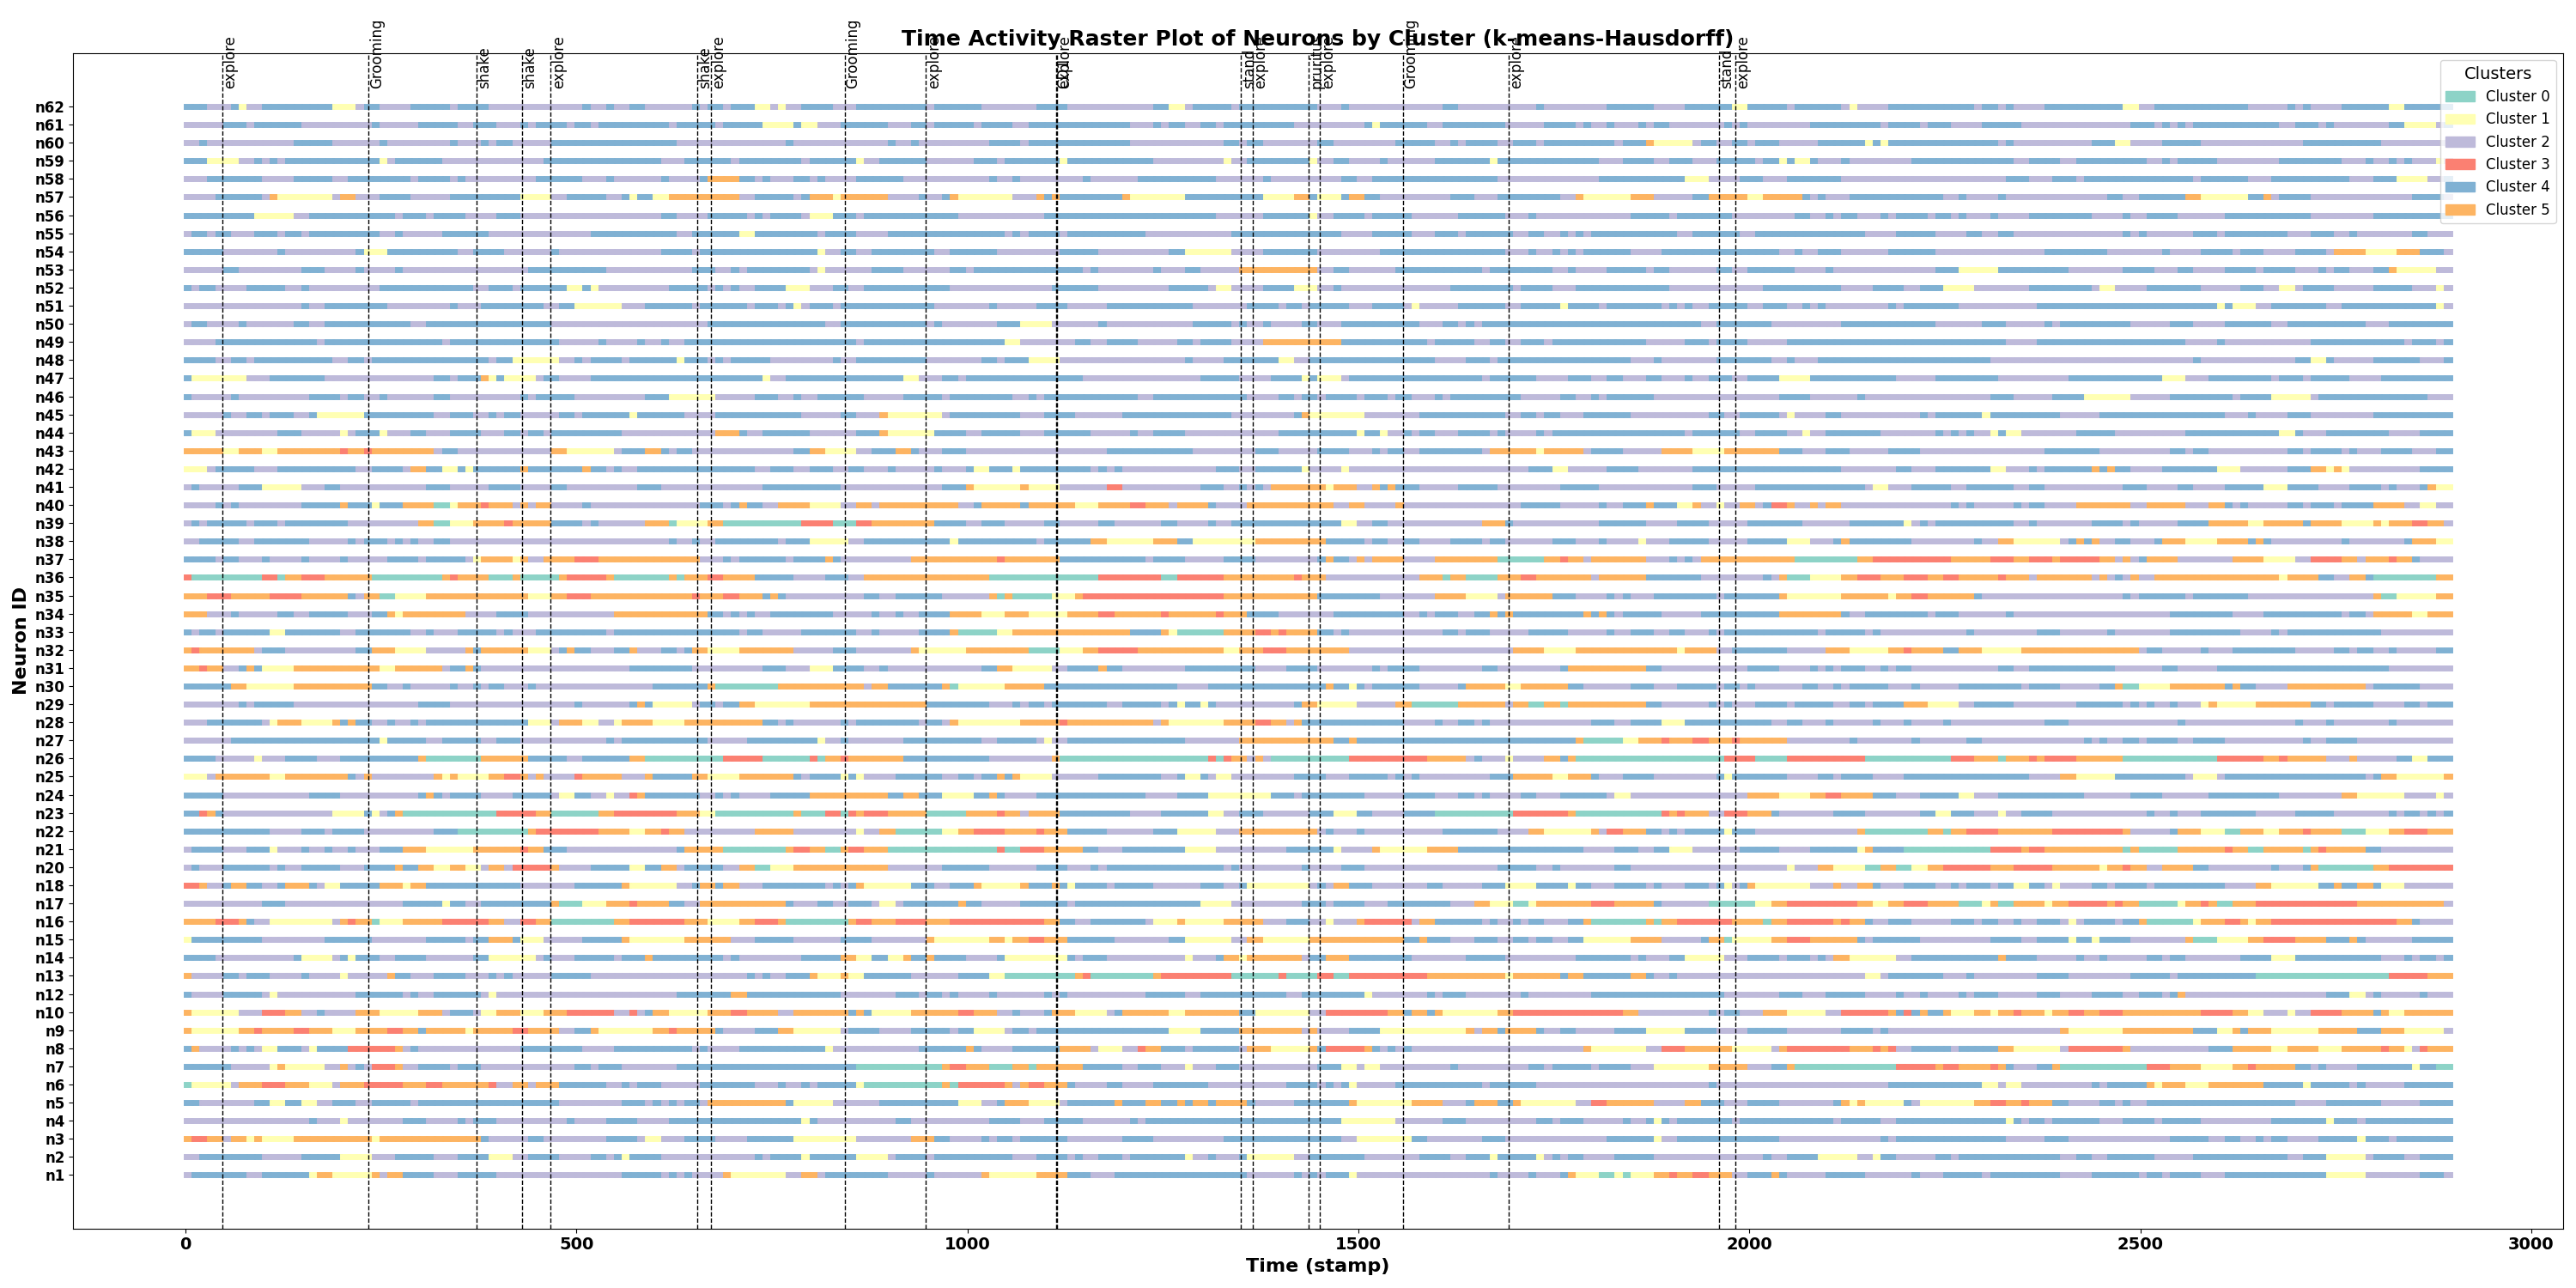 Time Activity Raster Plot of Neurons by Cluster (k-means-Hausdorff)
explore
Grooming
shake
shake
explore
shake
explore
Grooming
explore
explore
stand
explore
pruritus
explore
Grooming
explore
stand
explore
Clusters
Cluster 0
Cluster 1
Cluster 2
Cluster 3
Cluster 4
Cluster 5
Neuron ID
n62
n61
n60
n59
n58
n57
n56
n55
n54
n53
n52
n51
n50
n49
n48
n47
n46
n45
n44
n43
n42
n41
n40
n39
n38
n37
n36
n35
n34
n33
n32
n31
n30
n29
n28
n27
n26
n25
n24
n23
n22
n21
n20
n18
n17
n16
n15
n14
n13
n12
n10
n9
n8
n7
n6
n5
n4
n3
n2
n1
0
500
1000
1500
2000
2500
3000
Time (stamp)